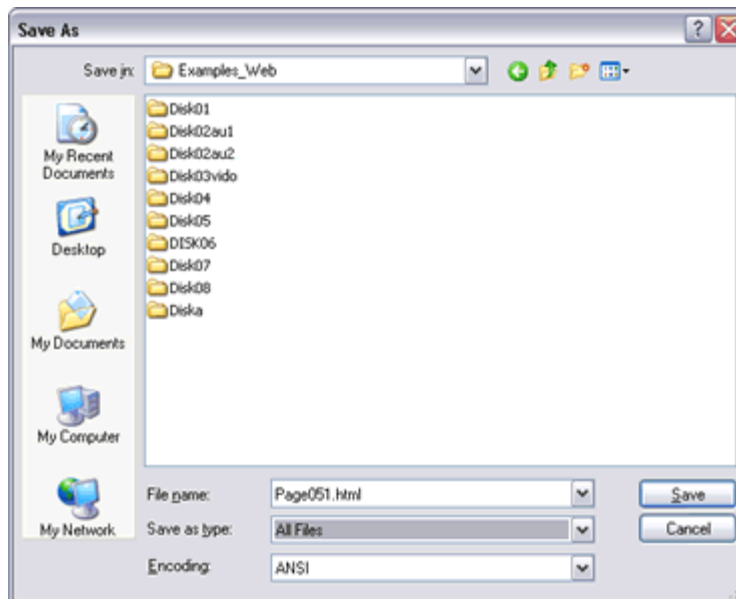 Save As
Save in: Examples_Web
My Recent
Documents
Desktop
My Documents
My Computer
My Network
Disk01
Disk02au1
Disk02au2
Disk03vido
Disk04
Disk05
DISK06
Disk07
Disk08
Diska
File name: Page051.html Save
Save as type: All Files Cancel
Encoding: ANSI